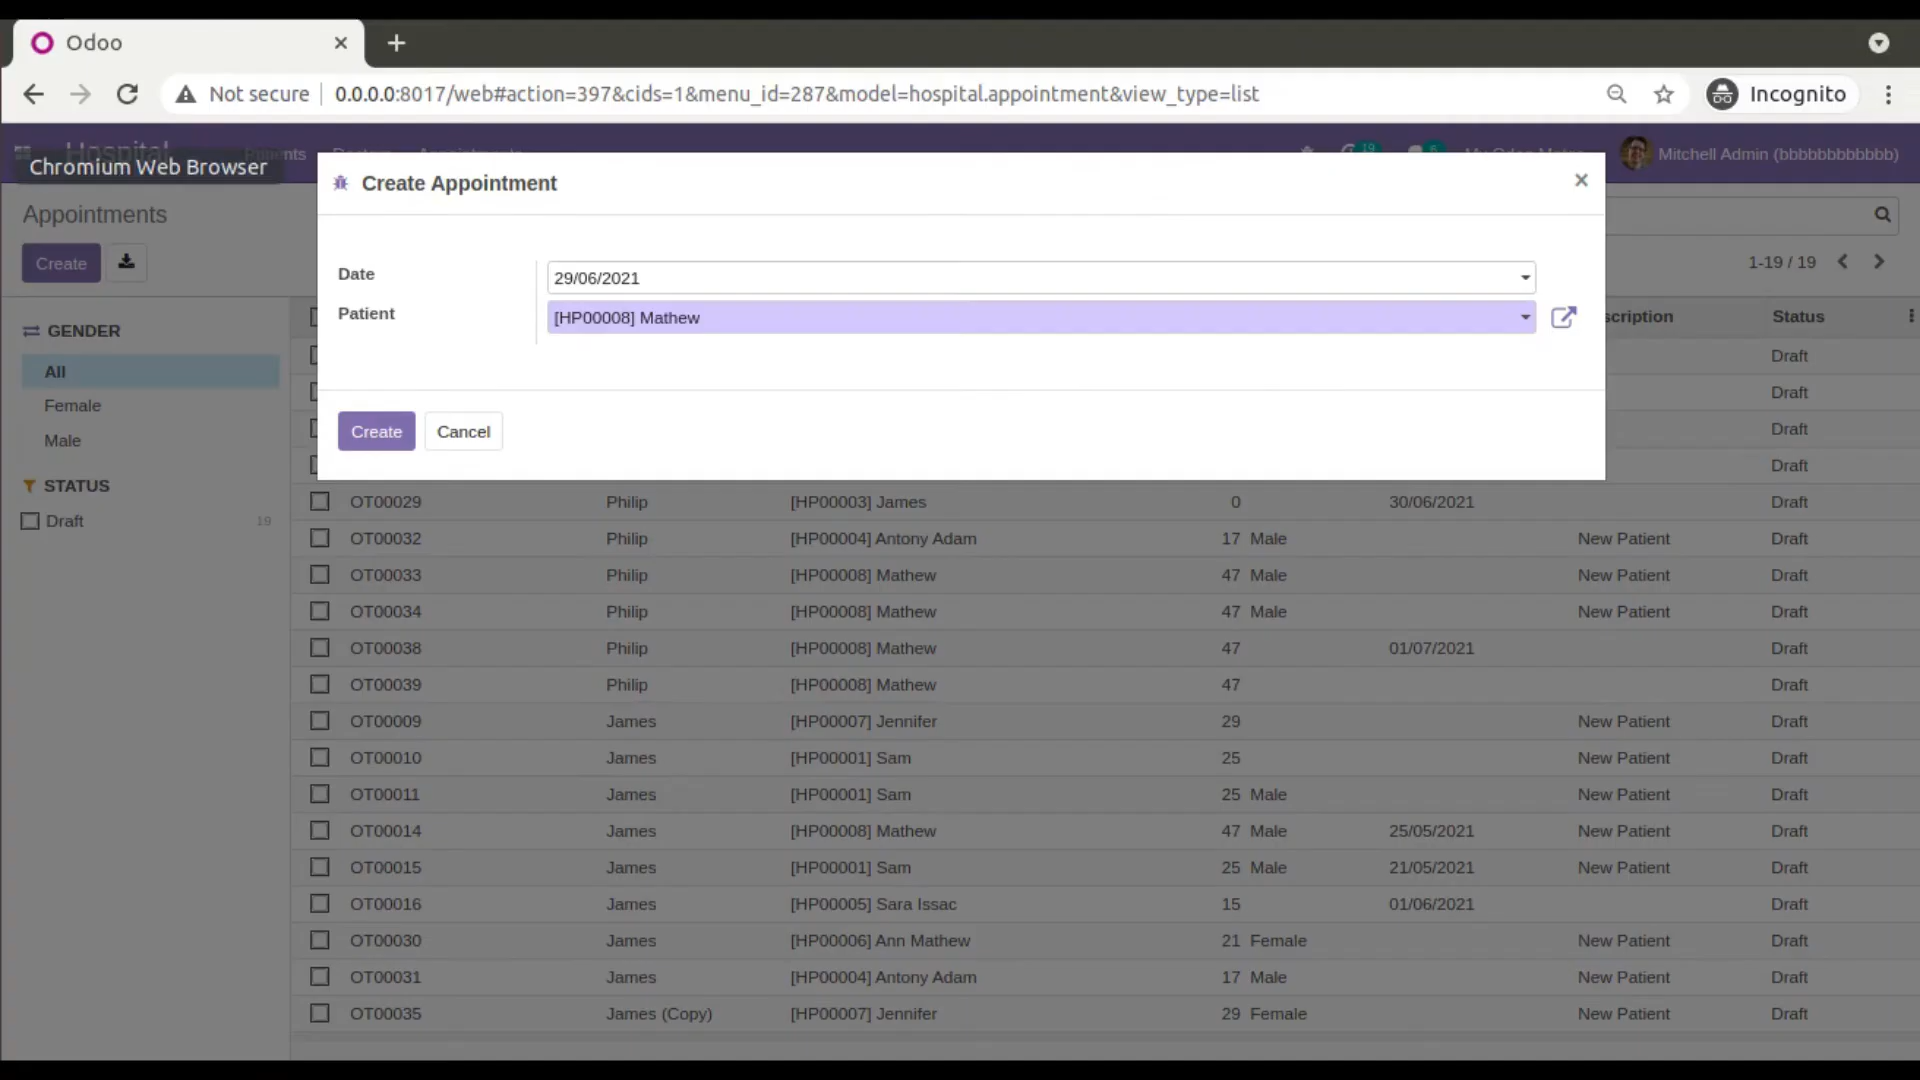 Odoo
Not secure 0.0.0.0:8017/web#action=397&cids=1&menu_id=287&model=hospital.appointment&view_type=list Incognito
Hospital Patients Doctors Appointments 19 6 My Odoo Mates Mitchell Admin (bbbbbbbbbbbb)
Chromium Web Browser
Create Appointment
Appointments
Create 1-19 / 19
Date 29/06/2021
Patient [HP00008] Mathew
Create Cancel
GENDER
All
Female
Male
STATUS
Draft 19
scription Status
Draft
Draft
Draft
Draft
OT00029 Philip [HP00003] James 0 30/06/2021 Draft
OT00032 Philip [HP00004] Antony Adam 17 Male New Patient Draft
OT00033 Philip [HP00008] Mathew 47 Male New Patient Draft
OT00034 Philip [HP00008] Mathew 47 Male New Patient Draft
OT00038 Philip [HP00008] Mathew 47 01/07/2021 Draft
OT00039 Philip [HP00008] Mathew 47 Draft
OT00009 James [HP00007] Jennifer 29 New Patient Draft
OT00010 James [HP00001] Sam 25 New Patient Draft
OT00011 James [HP00001] Sam 25 Male New Patient Draft
OT00014 James [HP00008] Mathew 47 Male 25/05/2021 New Patient Draft
OT00015 James [HP00001] Sam 25 Male 21/05/2021 New Patient Draft
OT00016 James [HP00005] Sara Issac 15 01/06/2021 Draft
OT00030 James [HP00006] Ann Mathew 21 Female New Patient Draft
OT00031 James [HP00004] Antony Adam 17 Male New Patient Draft
OT00035 James (Copy) [HP00007] Jennifer 29 Female New Patient Draft